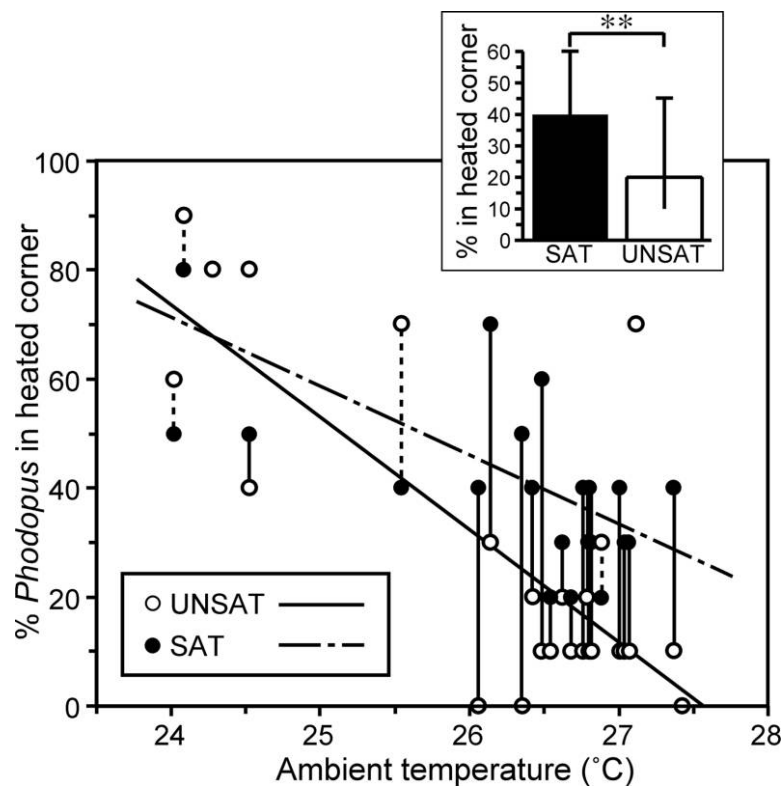 **
% in heated corner
60
50
40
30
20
10
0
SAT
UNSAT
% Phodopus in heated corner
100
80
60
40
20
0
UNSAT
SAT
24
25
26
27
28
Ambient temperature (˚C)